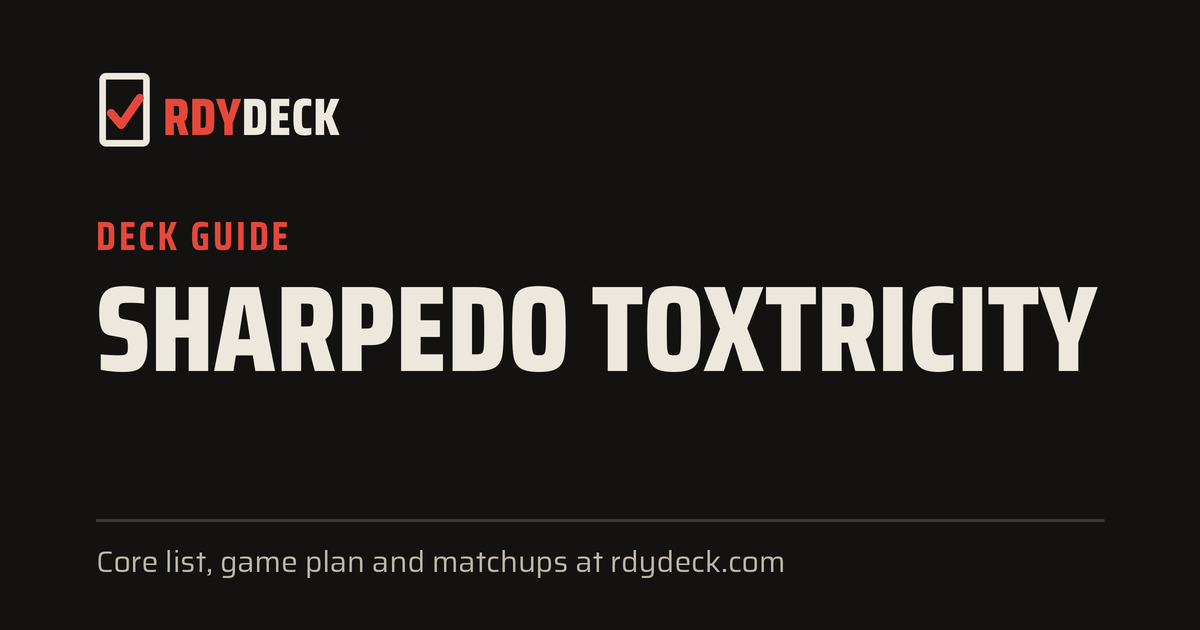 RDYDECK
DECK GUIDE
SHARPEDO TOXTRICITY
Core list, game plan and matchups at rdydeck.com